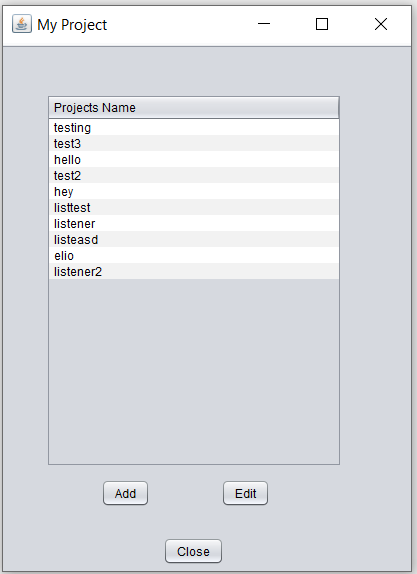 My Project
Projects Name
testing
test3
hello
test2
hey
listtest
listener
listeasd
elio
listener2
Add Edit
Close